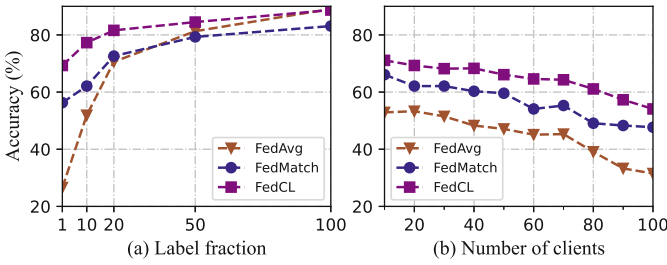 Accuracy (%)
80
60
40
20
1 10 20 50 100
FedAvg
FedMatch
FedCL
(a) Label fraction
80
60
40
20
20 40 60 80 100
FedAvg
FedMatch
FedCL
(b) Number of clients